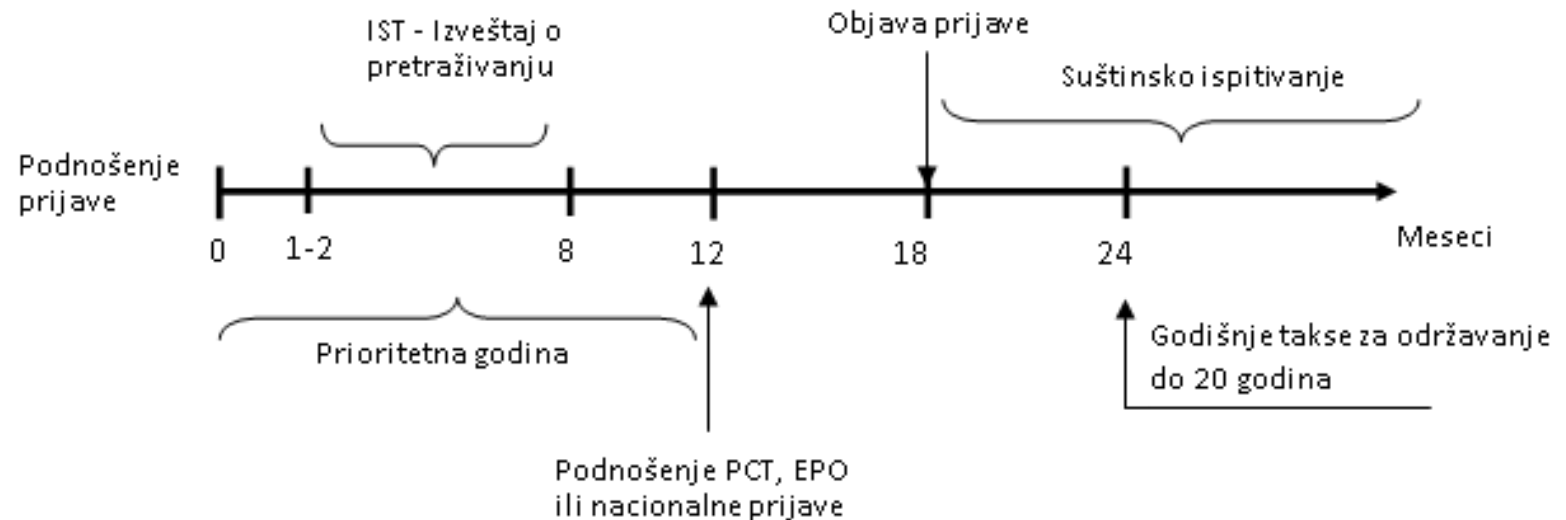 IST - Izveštaj o
pretraživanju
Objava prijave
Suštinsko ispitivanje
Podnošenje
prijave
0
1-2
8
12
18
24
Meseci
Prioritetna godina
Godišnje takse za održavanje
do 20 godina
Podnošenje PCT, EPO
ili nacionalne prijave